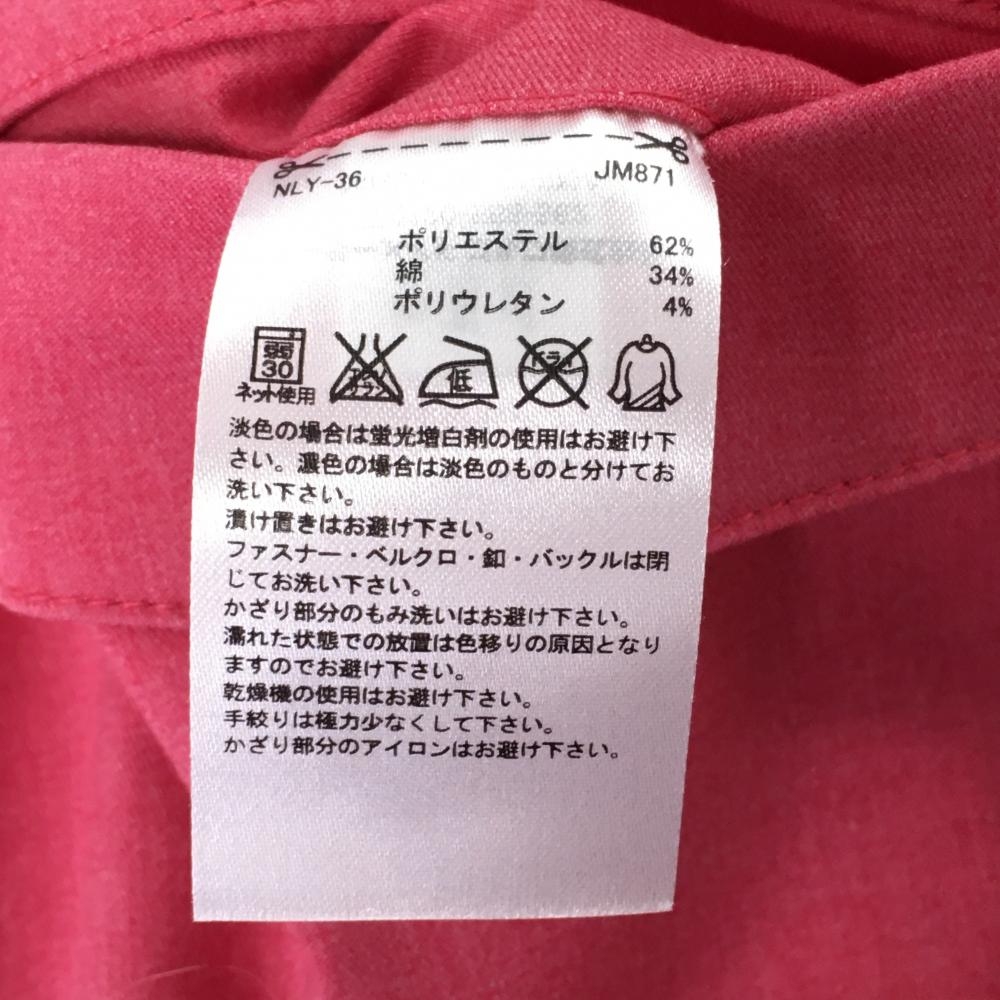 NLY-36 JM871
ポリエステル 62%
綿 34%
ポリウレタン 4%
弱
30
ネット使用
エンソ
サラシ
低
ドライ
淡色の場合は蛍光増白剤の使用はお避け下
さい。濃色の場合は淡色のものと分けてお
洗い下さい。
漬け置きはお避け下さい。
ファスナー・ベルクロ・釦・バックルは閉
じてお洗い下さい。
かざり部分のもみ洗いはお避け下さい。
濡れた状態での放置は色移りの原因となり
ますのでお避け下さい。
乾燥機の使用はお避け下さい。
手絞りは極力少なくして下さい。
かざり部分のアイロンはお避け下さい。